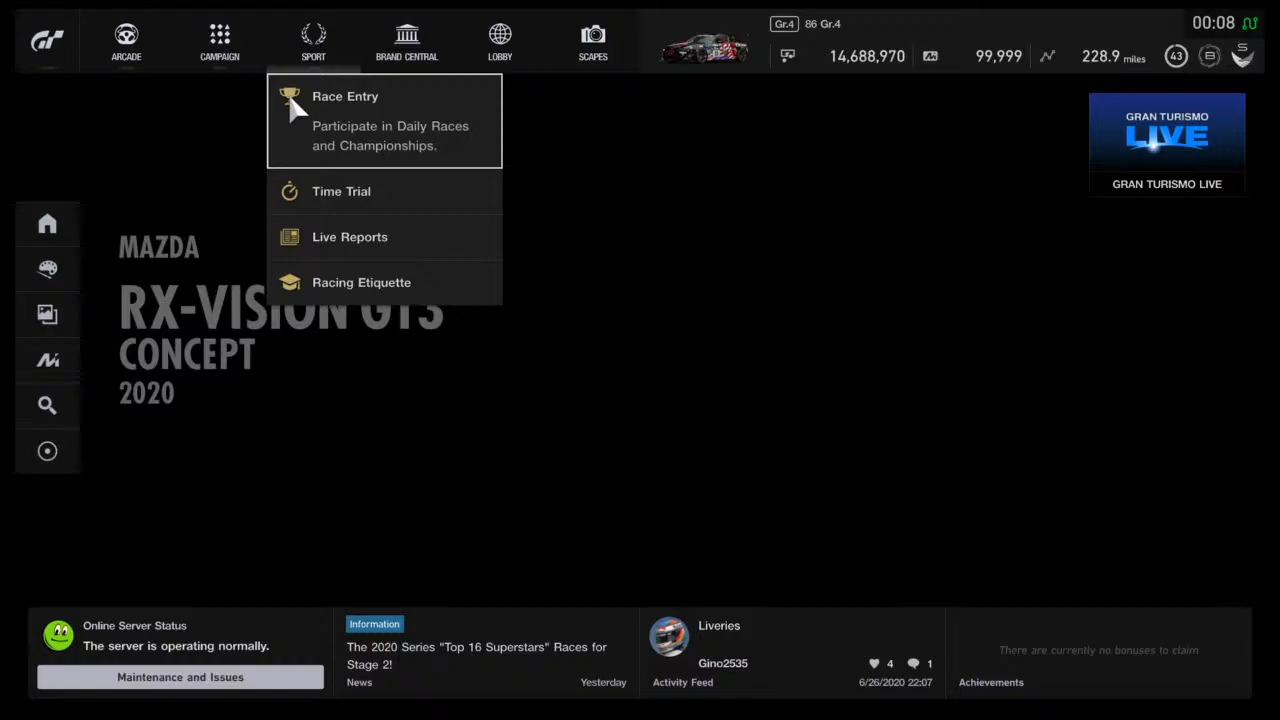 ARCADE
CAMPAIGN
SPORT
BRAND CENTRAL
LOBBY
SCAPES
Gr.4 86 Gr.4
14,688,970
99,999
228.9 miles
00:08
43
B
S
Race Entry
Participate in Daily Races
and Championships.
Time Trial
Live Reports
Racing Etiquette
GRAN TURISMO
LIVE
GRAN TURISMO LIVE
MAZDA
RX-VISION GT3
CONCEPT
2020
Online Server Status
The server is operating normally.
Maintenance and Issues
Information
The 2020 Series "Top 16 Superstars" Races for
Stage 2!
News
Yesterday
Liveries
Gino2535
4
1
Activity Feed
6/26/2020 22:07
There are currently no bonuses to claim
Achievements